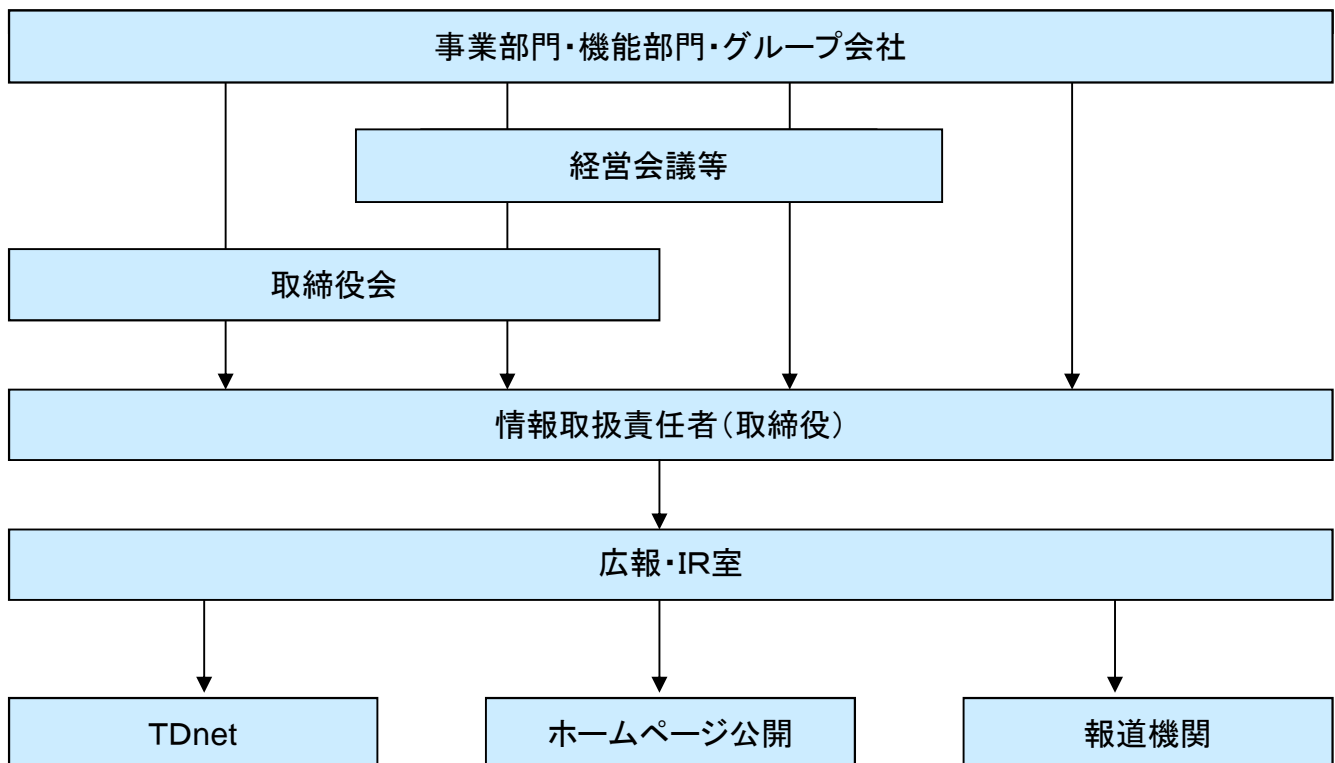 事業部門・機能部門・グループ会社
経営会議等
取締役会
情報取扱責任者（取締役）
広報・IR室
TDnet
ホームページ公開
報道機関